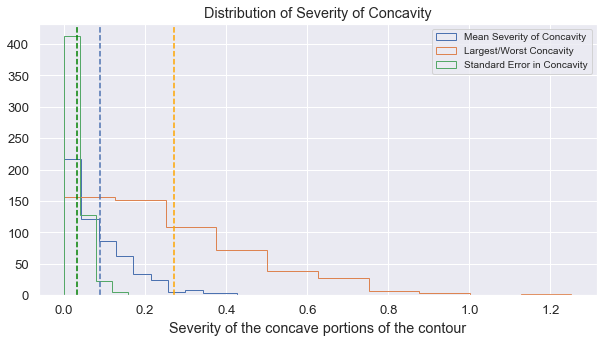 Distribution of Severity of Concavity
Mean Severity of Concavity
Largest/Worst Concavity
Standard Error in Concavity
400
350
300
250
200
150
100
50
0
0.0 0.2 0.4 0.6 0.8 1.0 1.2
Severity of the concave portions of the contour